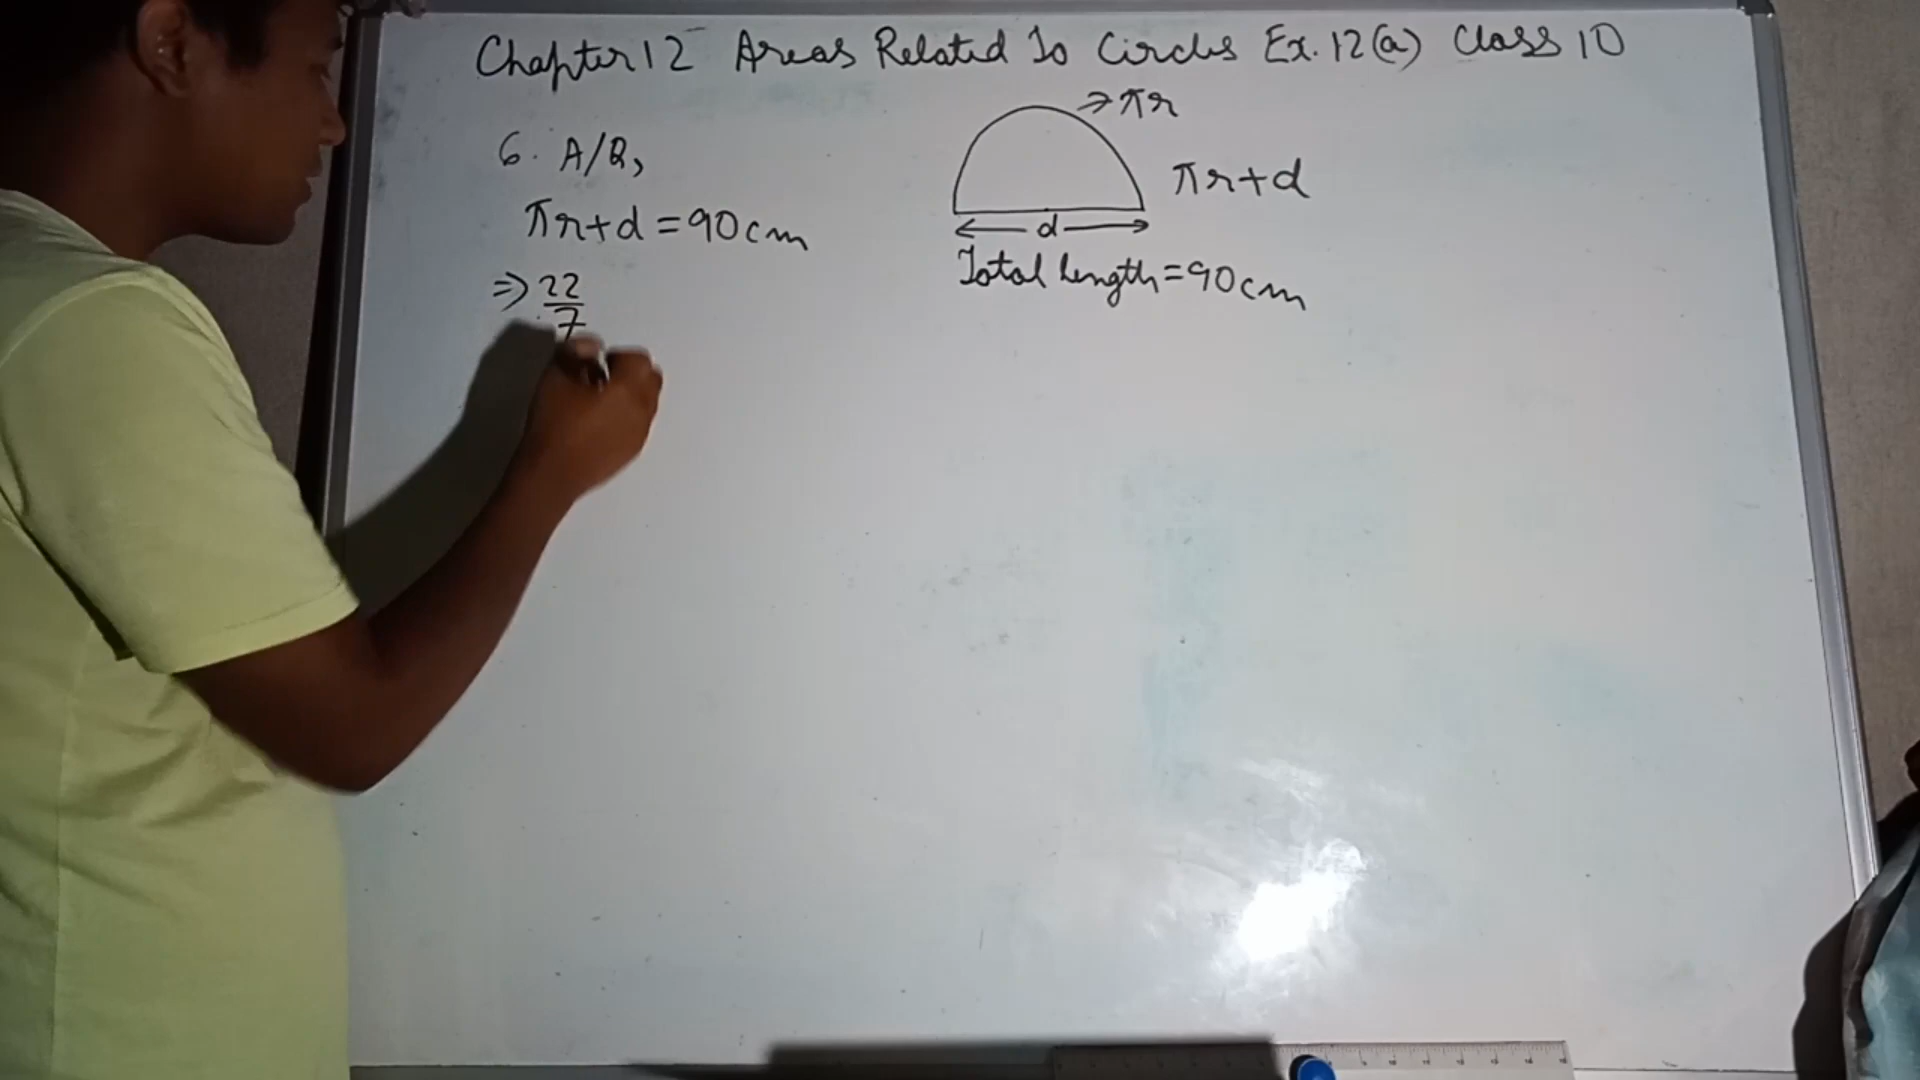 Chapter 12 Areas Related To Circles Ex. 12(a) Class 10
6. A/Q,
πr+d=90cm
⇒ 22/7
→πr
πr+d
d
Total length=90cm